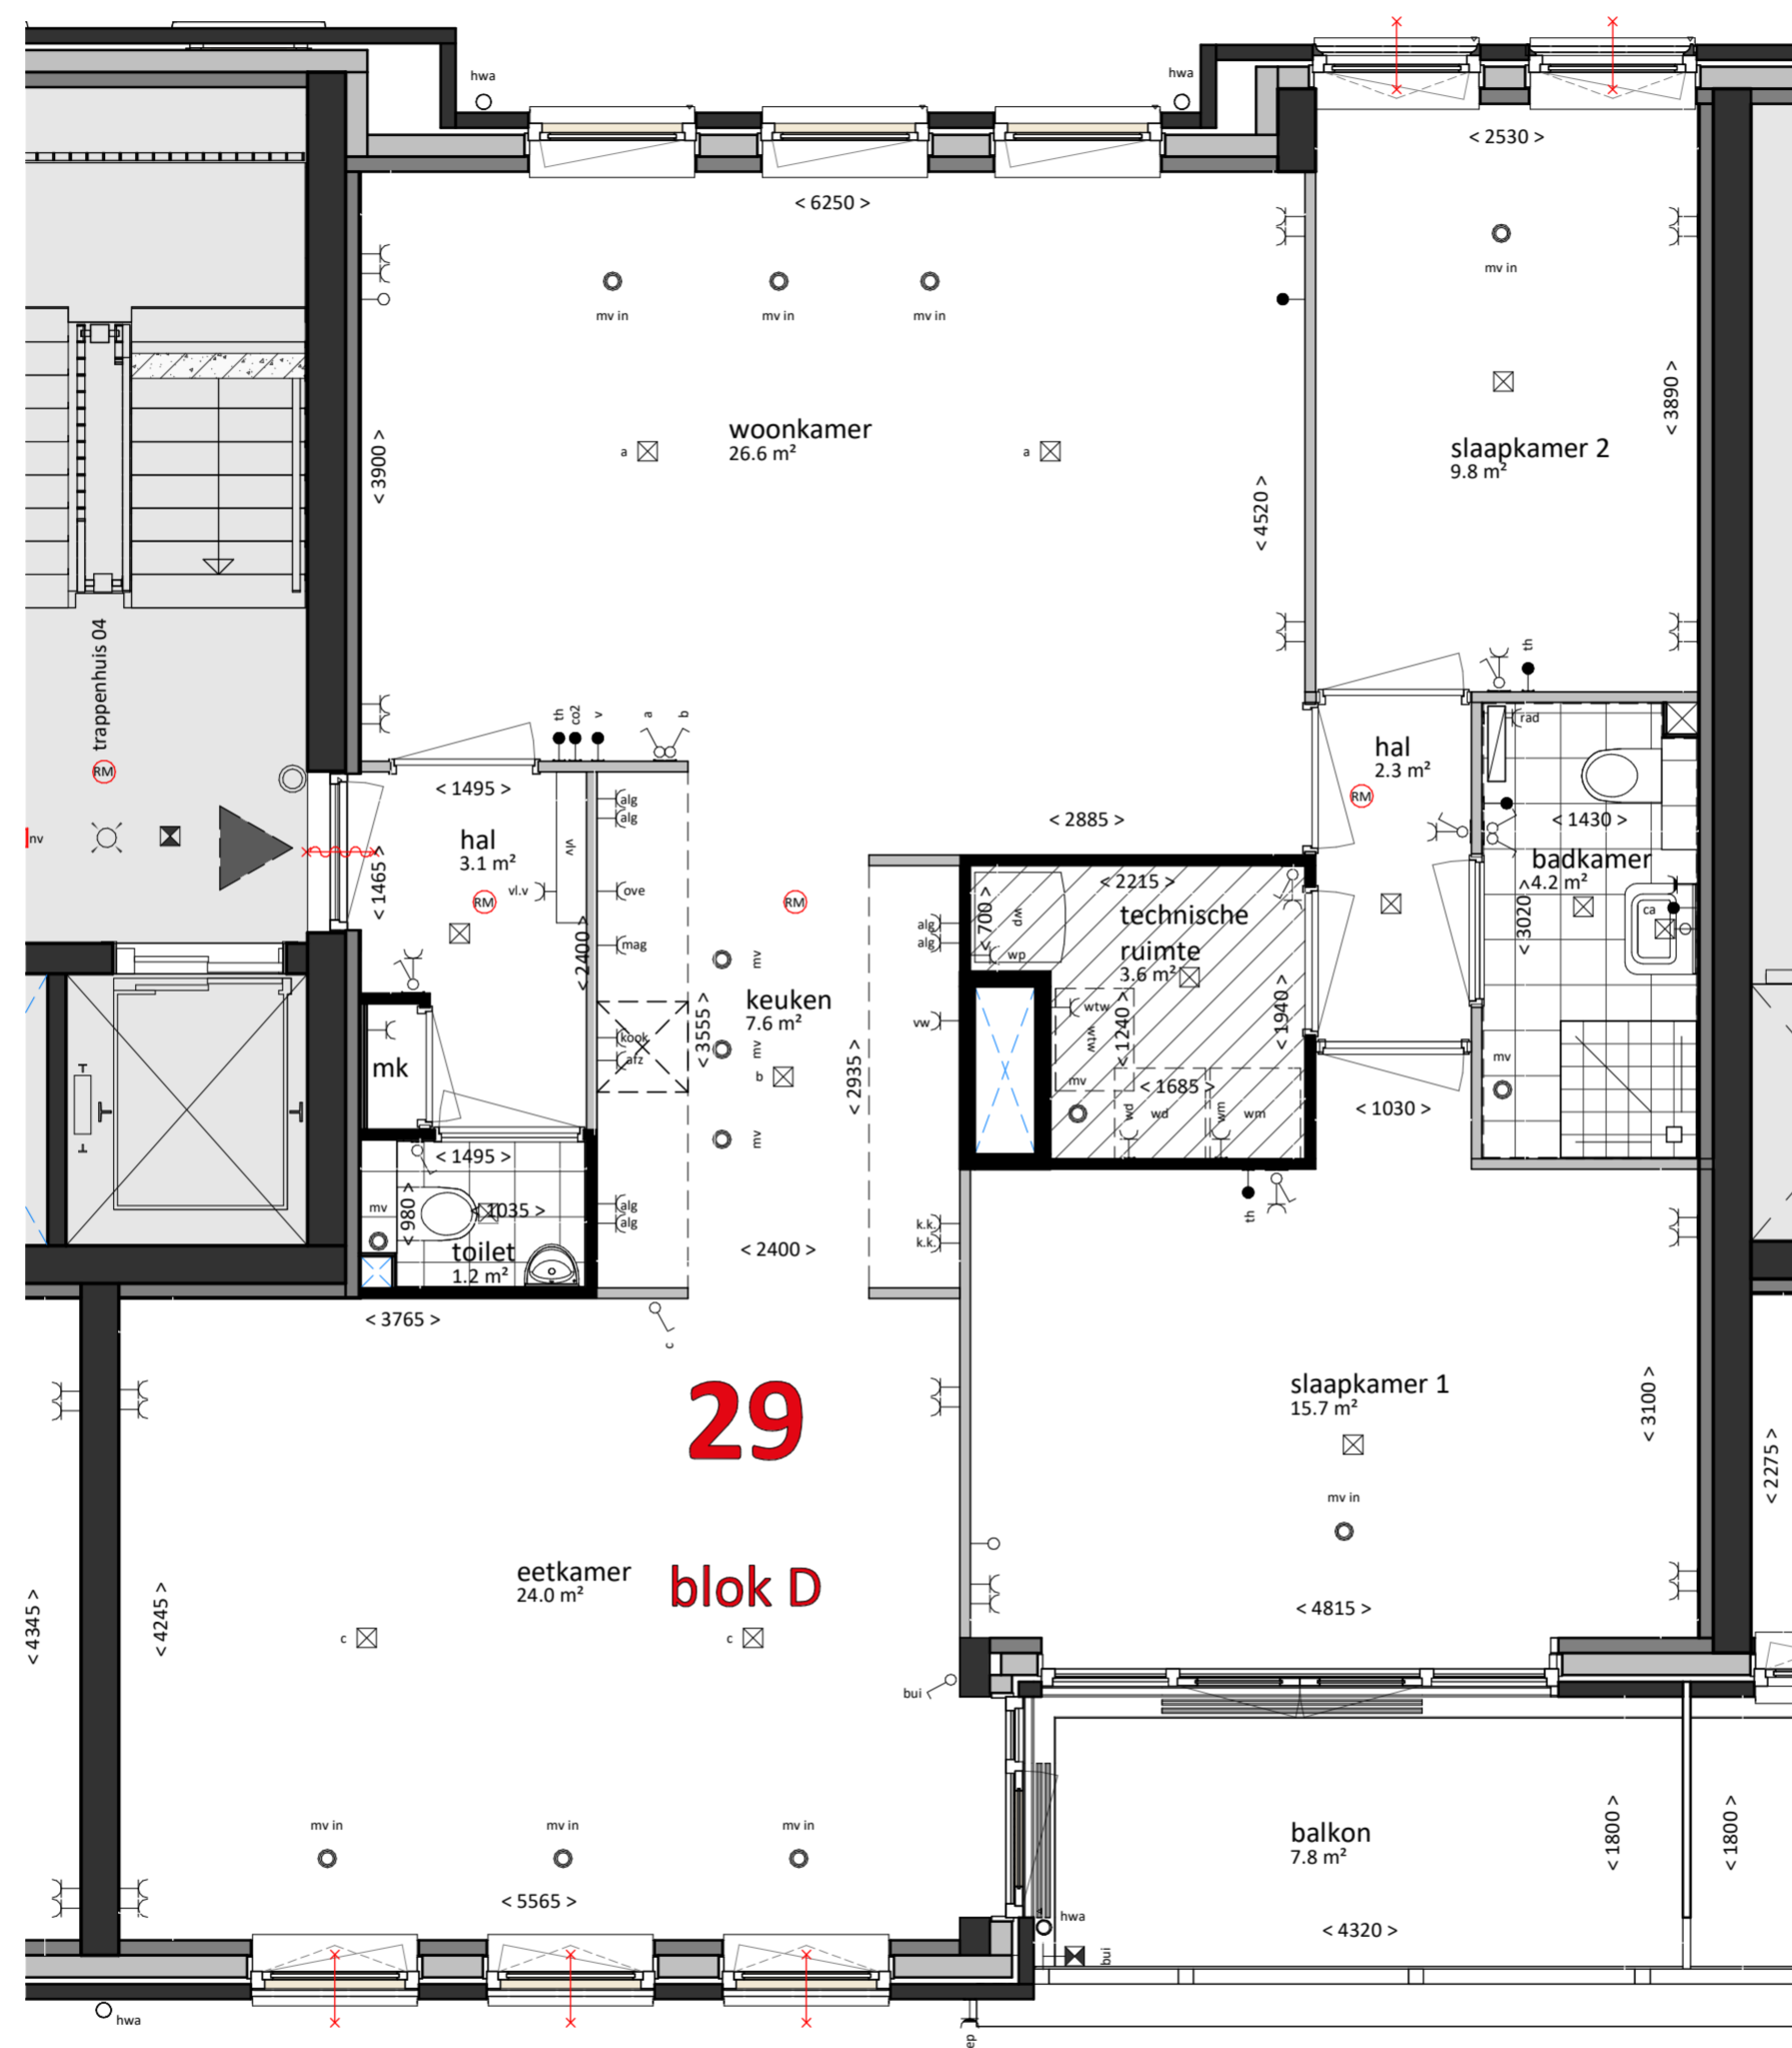 hwa
hwa
< 2530 >
< 6250 >
mv in
mv in
mv in
mv in
woonkamer
26.6 m²
a
a
slaapkamer 2
9.8 m²
< 3900 >
< 4520 >
< 3890 >
trappenhuis 04
RM
nv
th
co2
v
a
b
th
rad
hal
2.3 m²
RM
< 1495 >
alg
alg
vlv
hal
3.1 m²
< 1465 >
vl.v
RM
ove
RM
mag
< 2400 >
< 2885 >
< 1430 >
badkamer
4.2 m²
< 3020 >
ca
< 2215 >
< 700 >
wp
wp
technische
ruimte
3.6 m²
alg
alg
mv
keuken
7.6 m²
< 3555 >
vw
wtw
wtw
< 1240 >
< 1940 >
kook
afz
mv
b
mk
< 2935 >
mv
< 1685 >
wd
wd
wm
wm
mv
< 1030 >
mv
< 1495 >
mv
< 980 >
< 1035 >
toilet
1.2 m²
alg
alg
k.k.
k.k.
th
< 2400 >
< 3765 >
c
29
slaapkamer 1
15.7 m²
< 3100 >
< 2275 >
mv in
eetkamer
24.0 m²
blok D
< 4345 >
< 4245 >
c
c
< 4815 >
bui
mv in
mv in
mv in
balkon
7.8 m²
< 1800 >
< 1800 >
< 5565 >
hwa
< 4320 >
bui
hwa
ep